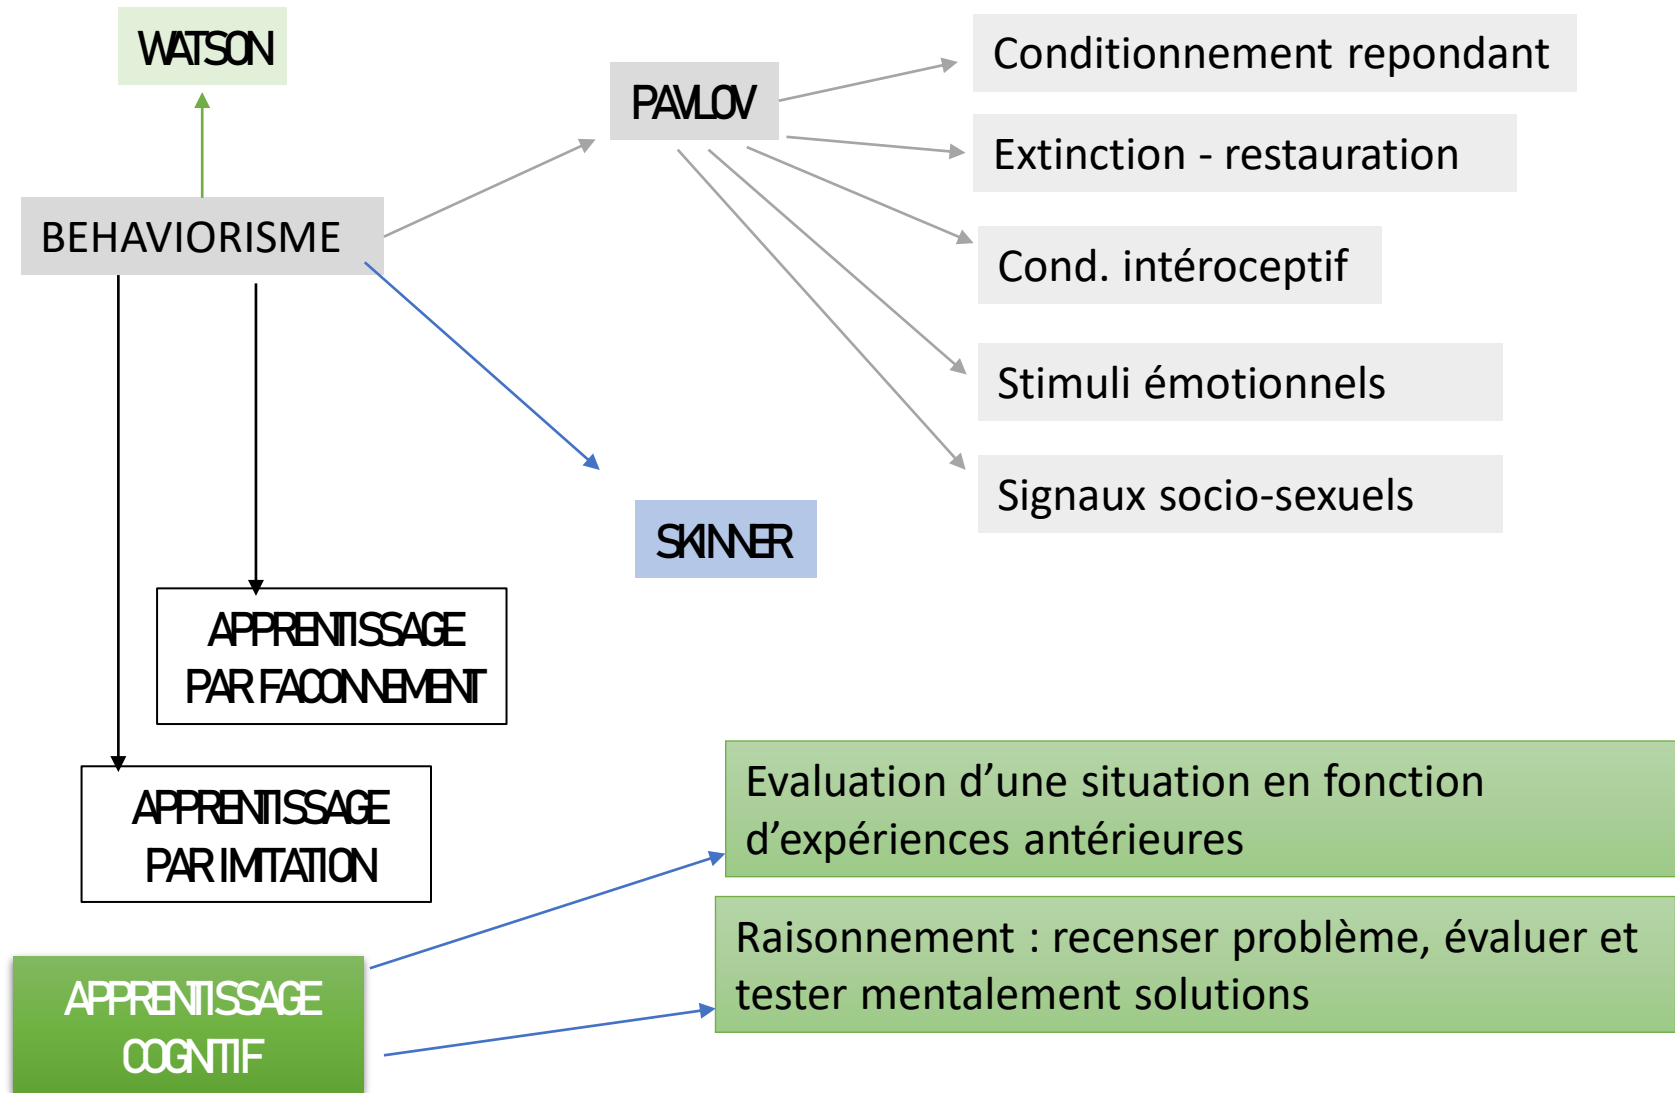 WATSON
Conditionnement repondant
PAVLOV
Extinction - restauration
BEHAVIORISME
Cond. intéroceptif
Stimuli émotionnels
Signaux socio-sexuels
SKINNER
APPRENTISSAGE
PAR FACONNEMENT
APPRENTISSAGE
PAR IMITATION
Evaluation d’une situation en fonction
d’expériences antérieures
Raisonnement : recenser problème, évaluer et
tester mentalement solutions
APPRENTISSAGE
COGNITIF